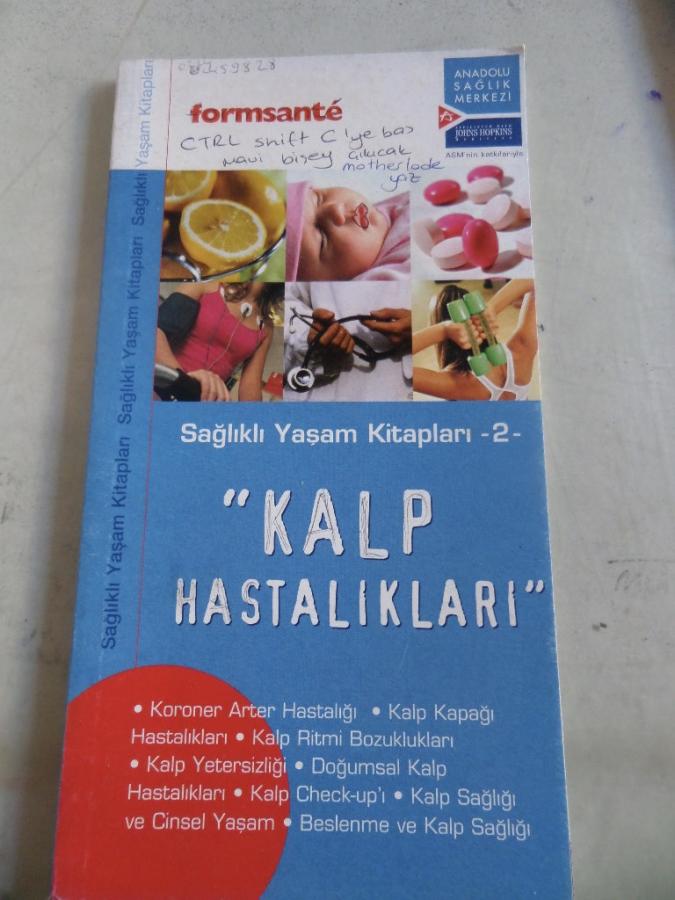 formsanté
CTRL shift C'ye bas
mavi bişey çıkıcak
motherlode
yaz
ANADOLU
SAĞLIK
MERKEZİ
JOHNS HOPKINS
ASM'nin katkılarıyla
Sağlıklı Yaşam Kitapları Sağlıklı Yaşam Kitapları Sağlıklı Yaşam Kitapları
Sağlıklı Yaşam Kitapları -2-
"KALP
HASTALIKLARI"
• Koroner Arter Hastalığı • Kalp Kapağı
Hastalıkları • Kalp Ritmi Bozuklukları
• Kalp Yetersizliği • Doğumsal Kalp
Hastalıkları • Kalp Check-up'ı • Kalp Sağlığı
ve Cinsel Yaşam • Beslenme ve Kalp Sağlığı